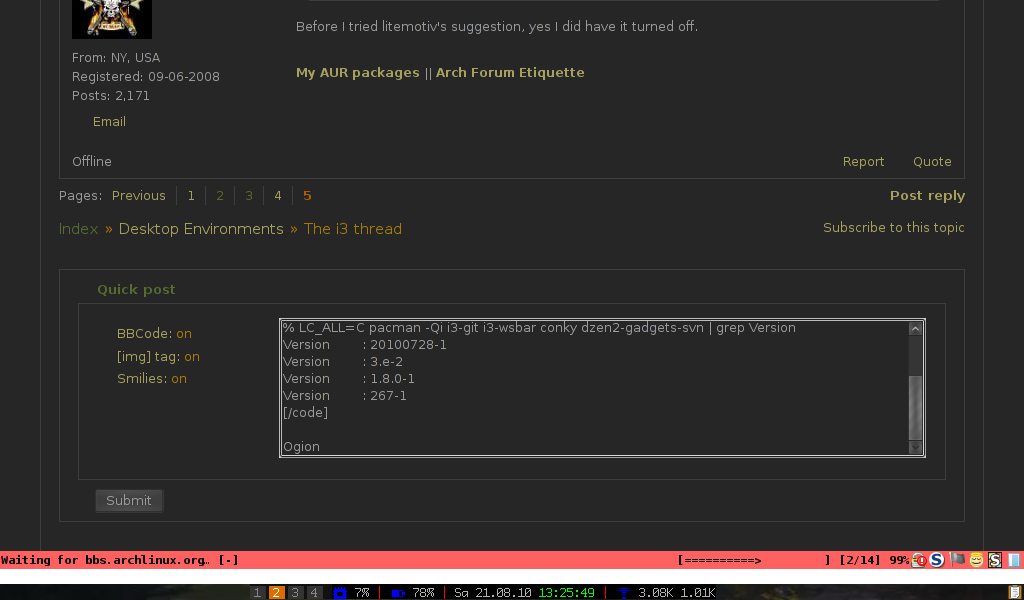 Before I tried litemotiv's suggestion, yes I did have it turned off.
From: NY, USA
Registered: 09-06-2008
Posts: 2,171
My AUR packages || Arch Forum Etiquette
Email
Offline
Report Quote
Pages: Previous 1 2 3 4 5
Post reply
Index » Desktop Environments » The i3 thread
Subscribe to this topic
Quick post
BBCode: on
[img] tag: on
Smilies: on
% LC_ALL=C pacman -Qi i3-git i3-wsbar conky dzen2-gadgets-svn | grep Version
Version : 20100728-1
Version : 3.e-2
Version : 1.8.0-1
Version : 267-1
[/code]
Ogion
Submit
Waiting for bbs.archlinux.org… [-] [==========> ] [2/14] 99%
1 2 3 4 7% | 78% | Sa 21.08.10 13:25:49 | 3.08K 1.01K